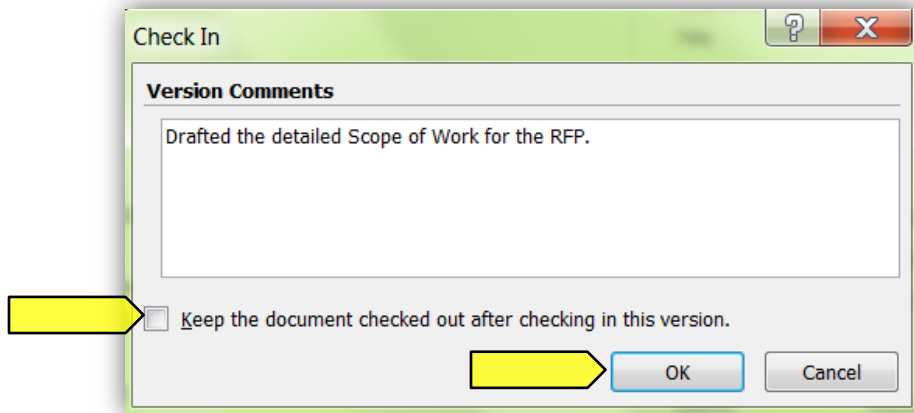 Check In
Version Comments
Drafted the detailed Scope of Work for the RFP.
Keep the document checked out after checking in this version.
OK Cancel